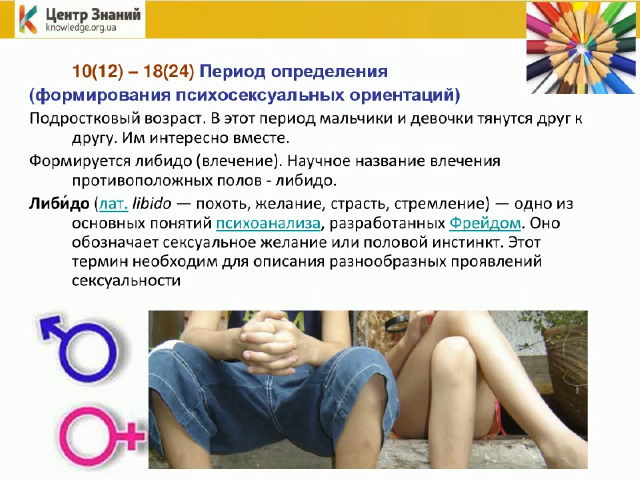 Центр Знаний
knowledge.org.ua
10(12) – 18(24) Период определения
(формирования психосексуальных ориентаций)
Подростковый возраст. В этот период мальчики и девочки тянутся друг к
другу. Им интересно вместе.
Формируется либидо (влечение). Научное название влечения
противоположных полов - либидо.
Либи́до (лат. libido — похоть, желание, страсть, стремление) — одно из
основных понятий психоанализа, разработанных Фрейдом. Оно
обозначает сексуальное желание или половой инстинкт. Этот
термин необходим для описания разнообразных проявлений
сексуальности